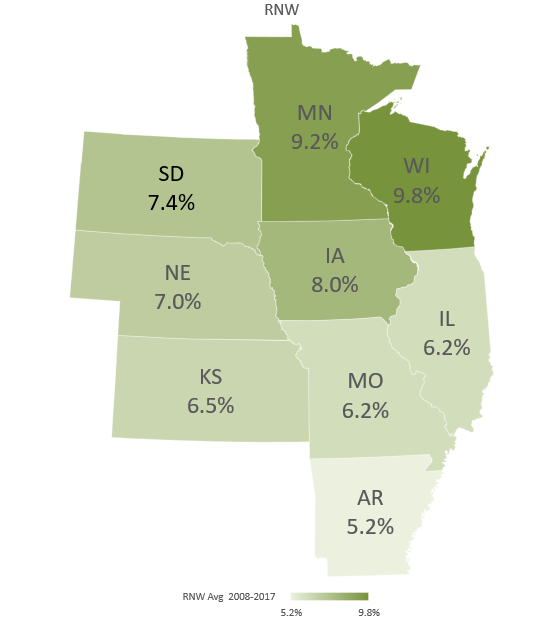 RNW
MN
9.2%
WI
9.8%
SD
7.4%
IA
8.0%
NE
7.0%
IL
6.2%
KS
6.5%
MO
6.2%
AR
5.2%
RNW Avg 2008-2017
5.2%
9.8%